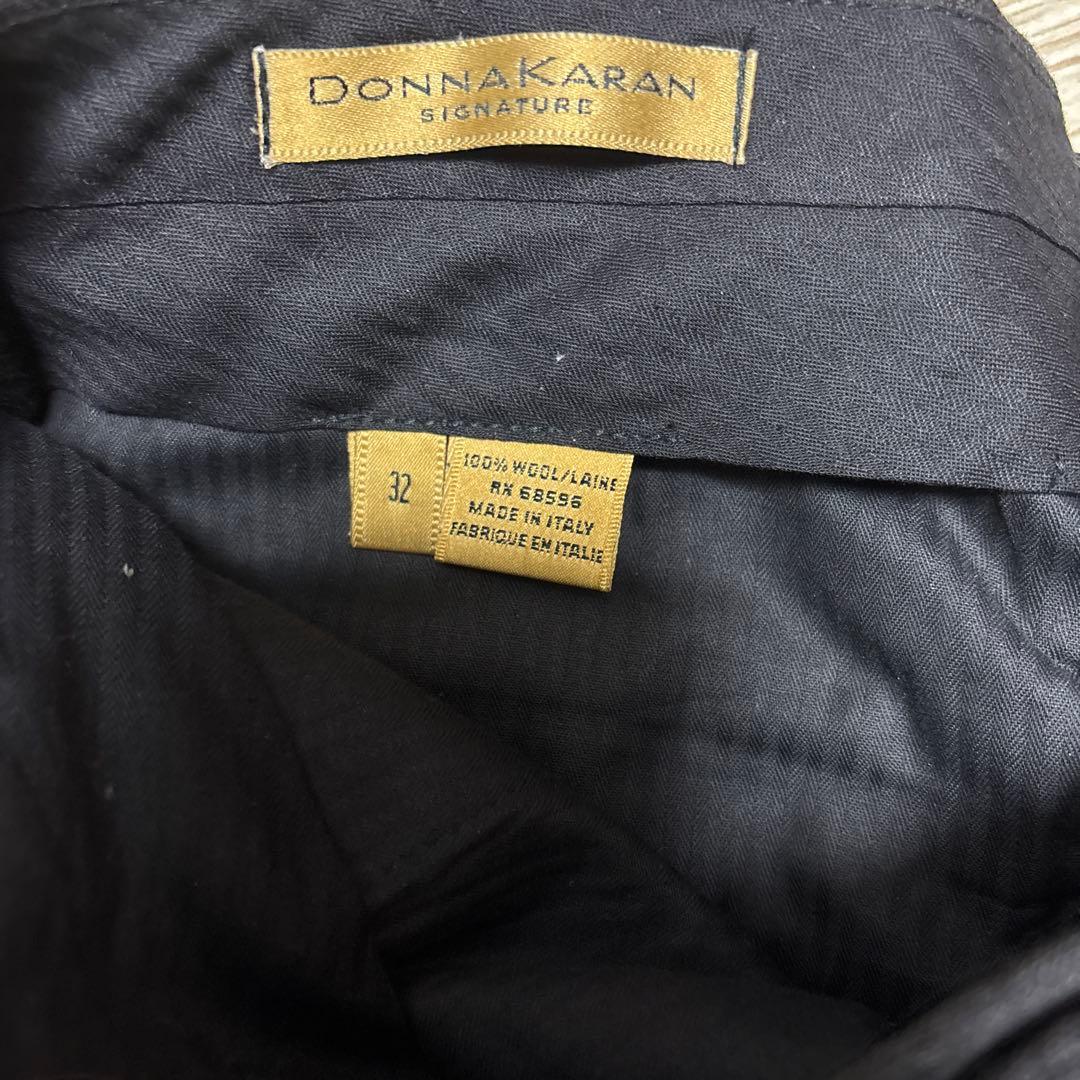 DONNAKARAN
SIGNATURE
32
100% WOOL/LAINE
RN 68596
MADE IN ITALY
FABRIQUE EN ITALIE